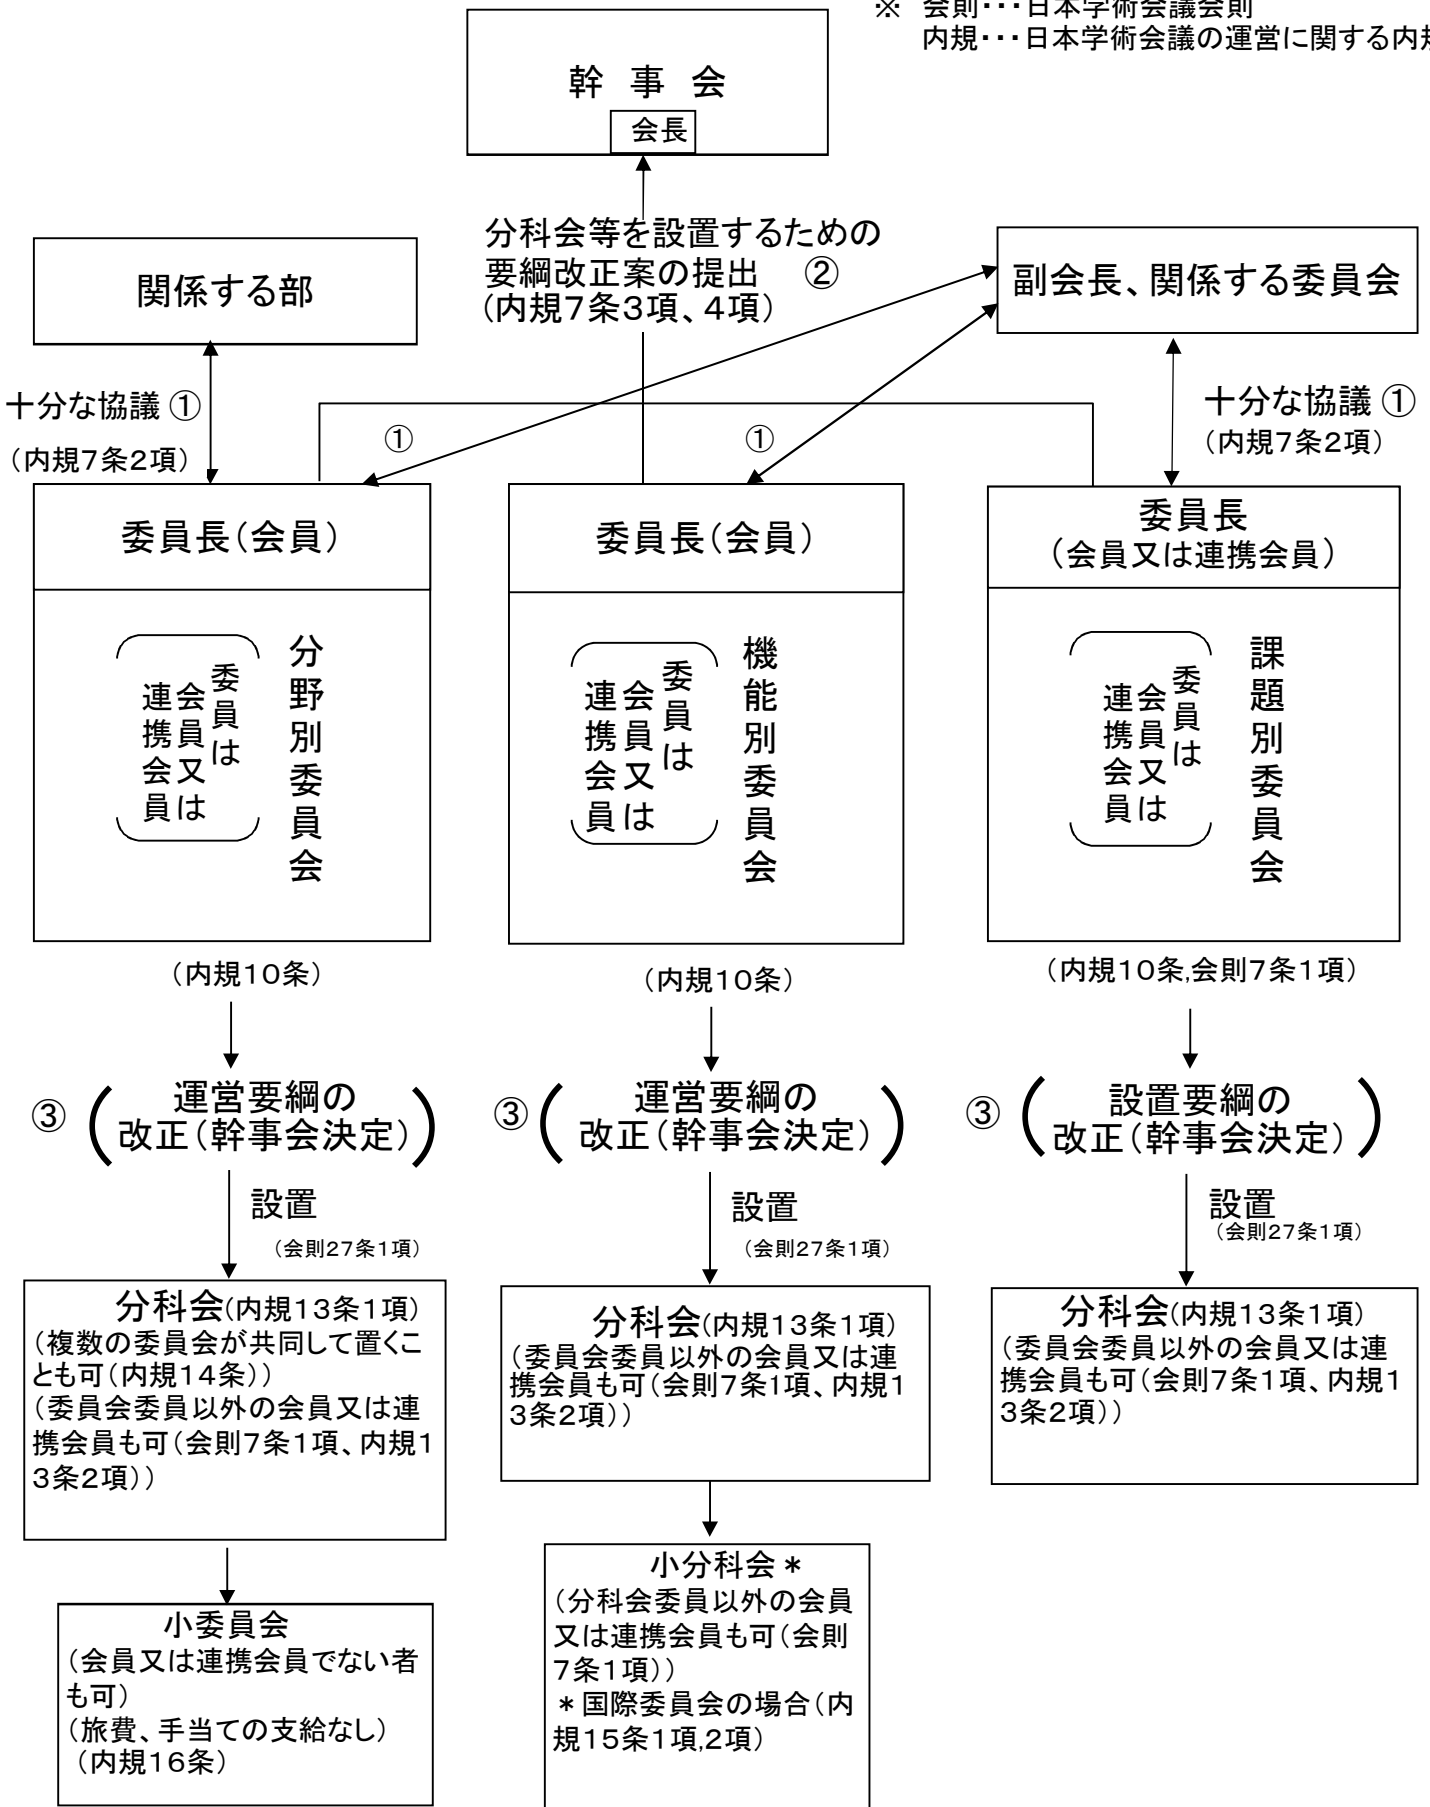 ※ 会則・・・日本学術会議会則
内規・・・日本学術会議の運営に関する内規
幹 事 会
会長
分科会等を設置するための
要綱改正案の提出 ②
(内規7条3項、4項)
関係する部
副会長、関係する委員会
十分な協議 ①
(内規7条2項)
①
①
十分な協議 ①
(内規7条2項)
委員長(会員)
分野別委員会
委員は
会員又は
連携会員
(内規10条)
委員長(会員)
機能別委員会
委員は
会員又は
連携会員
(内規10条)
委員長
(会員又は連携会員)
課題別委員会
委員は
会員又は
連携会員
(内規10条,会則7条1項)
③ 運営要綱の
改正(幹事会決定)
設置
(会則27条1項)
③ 運営要綱の
改正(幹事会決定)
設置
(会則27条1項)
③ 設置要綱の
改正(幹事会決定)
設置
(会則27条1項)
分科会(内規13条1項)
(複数の委員会が共同して置くこ
とも可(内規14条))
(委員会委員以外の会員又は連
携会員も可(会則7条1項、内規1
3条2項))
分科会(内規13条1項)
(委員会委員以外の会員又は連
携会員も可(会則7条1項、内規1
3条2項))
分科会(内規13条1項)
(委員会委員以外の会員又は連
携会員も可(会則7条1項、内規1
3条2項))
小委員会
(会員又は連携会員でない者
も可)
(旅費、手当ての支給なし)
(内規16条)
小分科会*
(分科会委員以外の会員
又は連携会員も可(会則
7条1項))
*国際委員会の場合(内
規15条1項,2項)